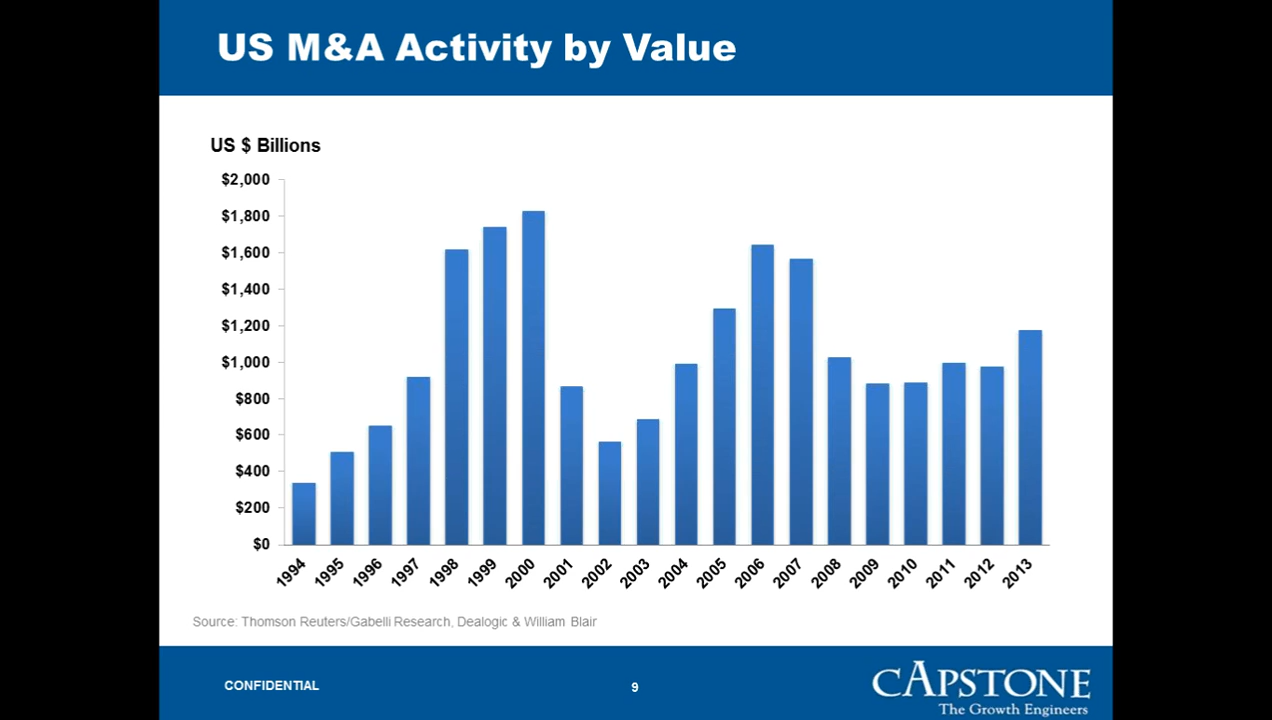 US M&A Activity by Value
US $ Billions
$2,000
$1,800
$1,600
$1,400
$1,200
$1,000
$800
$600
$400
$200
$0
1994 1995 1996 1997 1998 1999 2000 2001 2002 2003 2004 2005 2006 2007 2008 2009 2010 2011 2012 2013
Source: Thomson Reuters/Gabelli Research, Dealogic & William Blair
CONFIDENTIAL
9
CAPSTONE
The Growth Engineers